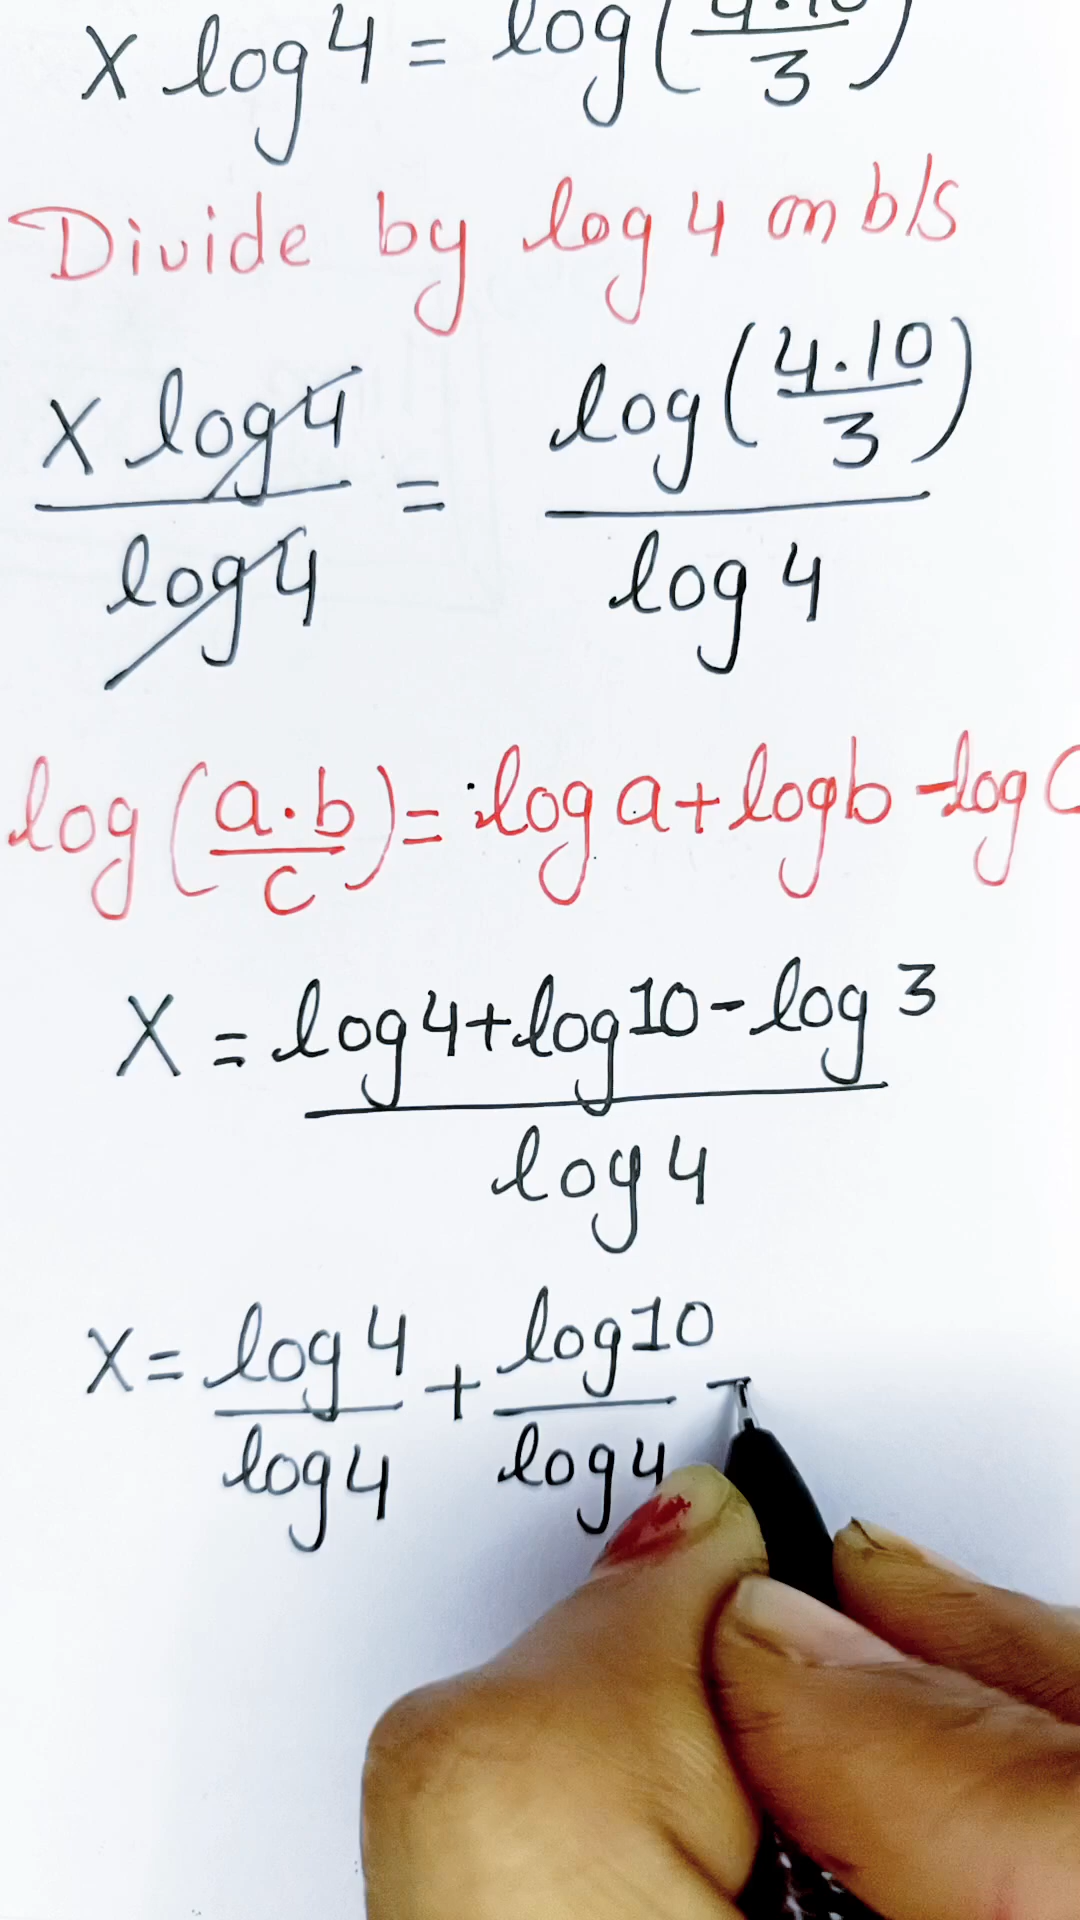 x log 4 = log(4.10/3)
Divide by log 4 on b/s
x log 4/log 4 = log(4.10/3)/log 4
log(a.b/c) = log a + log b - log c
X = log 4 + log 10 - log 3/log 4
X = log 4/log 4 + log 10/log 4 -